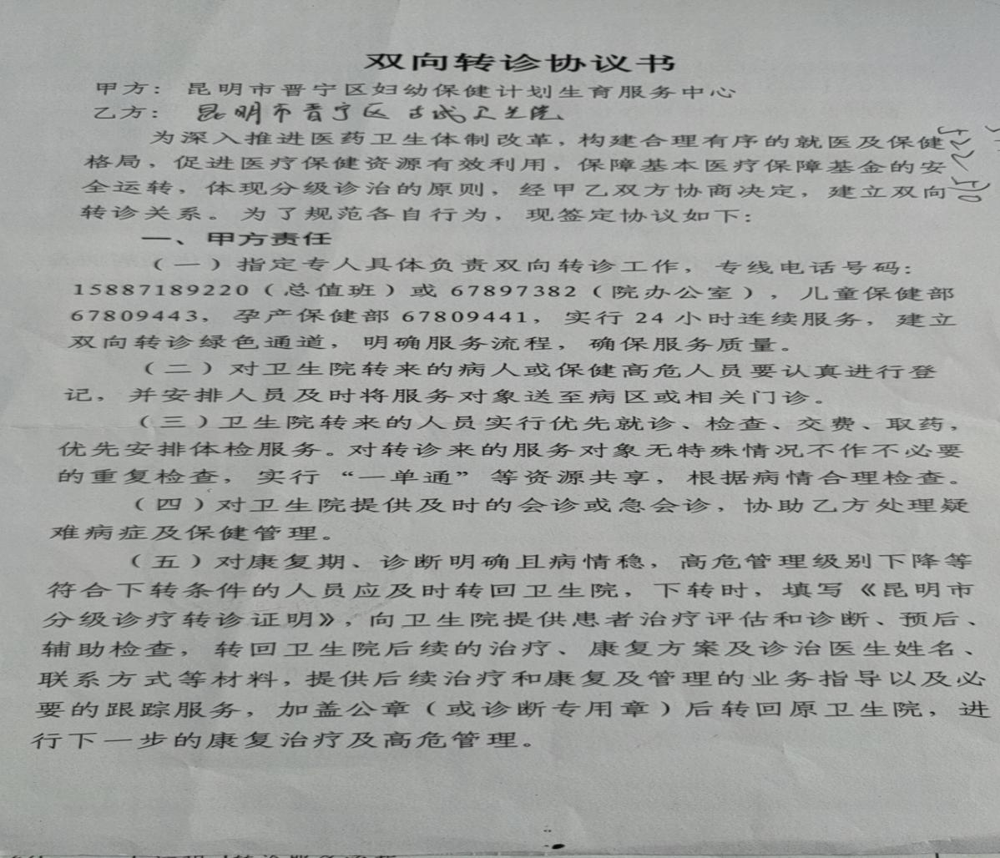 双向转诊协议书
甲方：昆明市晋宁区妇幼保健计划生育服务中心
乙方：昆明市晋宁区古城卫生院
为深入推进医药卫生体制改革，构建合理有序的就医及保健
格局，促进医疗保健资源有效利用，保障基本医疗保障基金的安
全运转，体现分级诊治的原则，经甲乙双方协商决定，建立双向
转诊关系。为了规范各自行为，现签定协议如下：
一、甲方责任
（一）指定专人具体负责双向转诊工作，专线电话号码：
15887189220（总值班）或 67897382（院办公室），儿童保健部
67809443，孕产保健部 67809441，实行 24 小时连续服务，建立
双向转诊绿色通道，明确服务流程，确保服务质量。
（二）对卫生院转来的病人或保健高危人员要认真进行登
记，并安排人员及时将服务对象送至病区或相关门诊。
（三）卫生院转来的人员实行优先就诊、检查、交费、取药，
优先安排体检服务。对转诊来的服务对象无特殊情况不作不必要
的重复检查，实行“一单通”等资源共享，根据病情合理检查。
（四）对卫生院提供及时的会诊或急会诊，协助乙方处理疑
难病症及保健管理。
（五）对康复期、诊断明确且病情稳，高危管理级别下降等
符合下转条件的人员应及时转回卫生院，下转时，填写《昆明市
分级诊疗转诊证明》，向卫生院提供患者治疗评估和诊断、预后、
辅助检查，转回卫生院后续的治疗、康复方案及诊治医生姓名、
联系方式等材料，提供后续治疗和康复及管理的业务指导以及必
要的跟踪服务，加盖公章（或诊断专用章）后转回原卫生院，进
行下一步的康复治疗及高危管理。